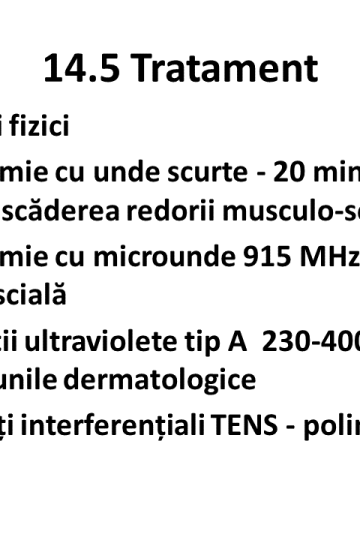 14.5 Tratament
i fizici
mie cu unde scurte - 20 min
scăderea redorii musculo-s
mie cu microunde 915 MHz
scială
ii ultraviolete tip A 230-400
unile dermatologice
ți interferențiali TENS - polin